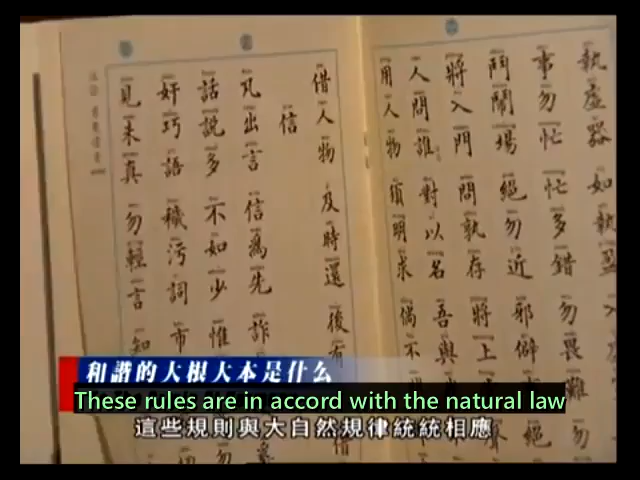 執虛器如執盈
事勿忙忙多錯勿畏難
鬥鬧場絕勿近邪僻
將入門問孰存將上
人問誰對以名吾與
用人物須明求倘不
借人物及時還後有
信
凡出言信為先詐
話說多不如少惟
奸巧語穢污詞市
見未真勿輕言知
和諧的大根大本是什么
These rules are in accord with the natural law
這些規則與大自然規律統統相應